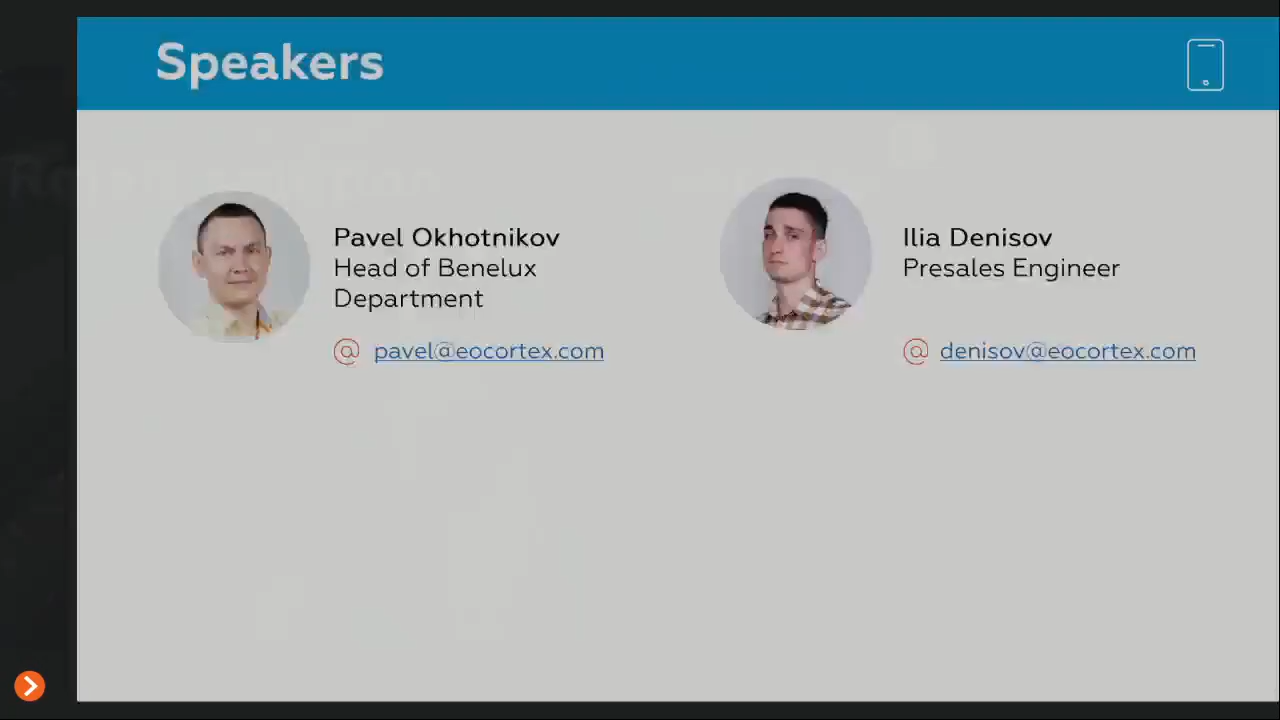 Speakers
Pavel Okhotnikov
Head of Benelux
Department
@ pavel@eocortex.com
Ilia Denisov
Presales Engineer
@ denisov@eocortex.com